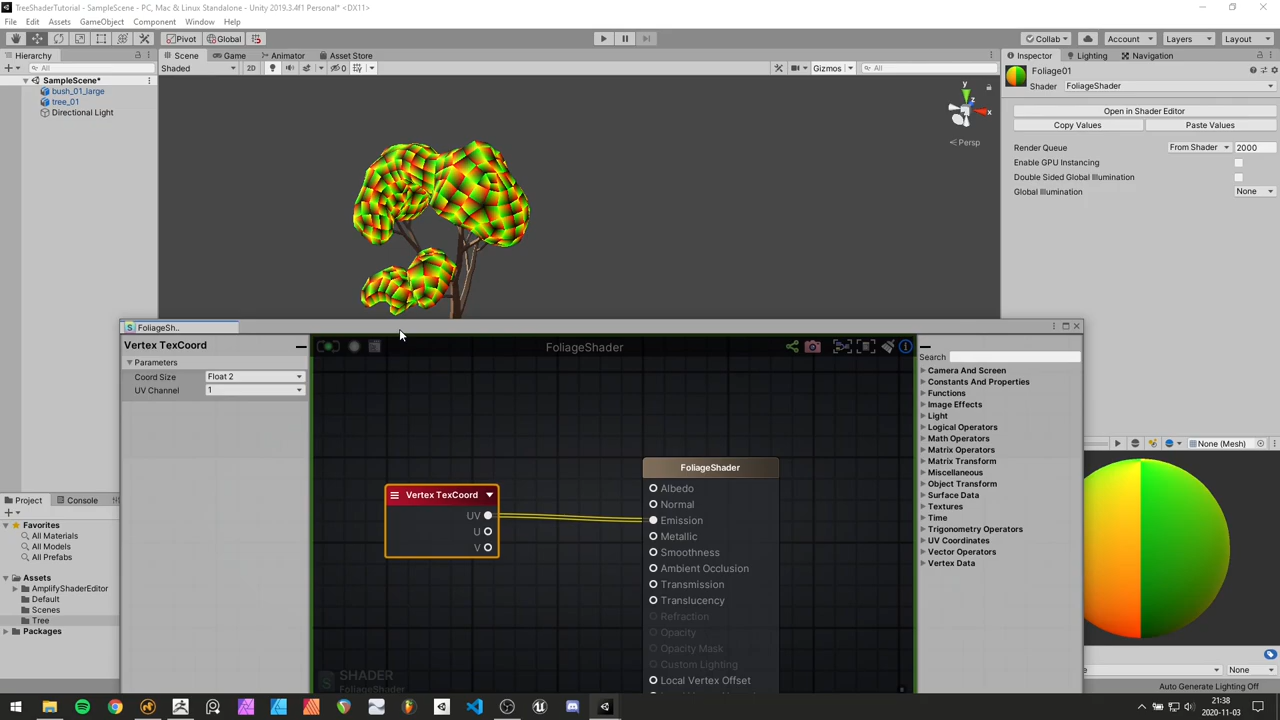 TreeShaderTutorial - SampleScene - PC, Mac & Linux Standalone - Unity 2019.3.4f1 Personal* <DX11>
File Edit Assets GameObject Component Window Help
Pivot Global Collab Account Layers Layout
Hierarchy Scene Game Animator Asset Store Inspector Lighting Navigation
All Shaded 2D 0 Gizmos All
SampleScene*
bush_01_large
tree_01
Directional Light
y
z
x
Persp
Foliage01
Shader FoliageShader
Open in Shader Editor
Copy Values Paste Values
Render Queue From Shader 2000
Enable GPU Instancing
Double Sided Global Illumination
Global Illumination None
FoliageSh..
Vertex TexCoord
Parameters
Coord Size Float 2
UV Channel 1
FoliageShader
Vertex TexCoord
UV
U
V
FoliageShader
Albedo
Normal
Emission
Metallic
Smoothness
Ambient Occlusion
Transmission
Translucency
Refraction
Opacity
Opacity Mask
Custom Lighting
Local Vertex Offset
SHADER
FoliageShader
Search
Camera And Screen
Constants And Properties
Functions
Image Effects
Light
Logical Operators
Math Operators
Matrix Operators
Matrix Transform
Miscellaneous
Object Transform
Surface Data
Textures
Time
Trigonometry Operators
UV Coordinates
Vector Operators
Vertex Data
None (Mesh)
None
Auto Generate Lighting Off
Project Console
Favorites
All Materials
All Models
All Prefabs
Assets
AmplifyShaderEditor
Default
Scenes
Tree
Packages
21:38
2020-11-03